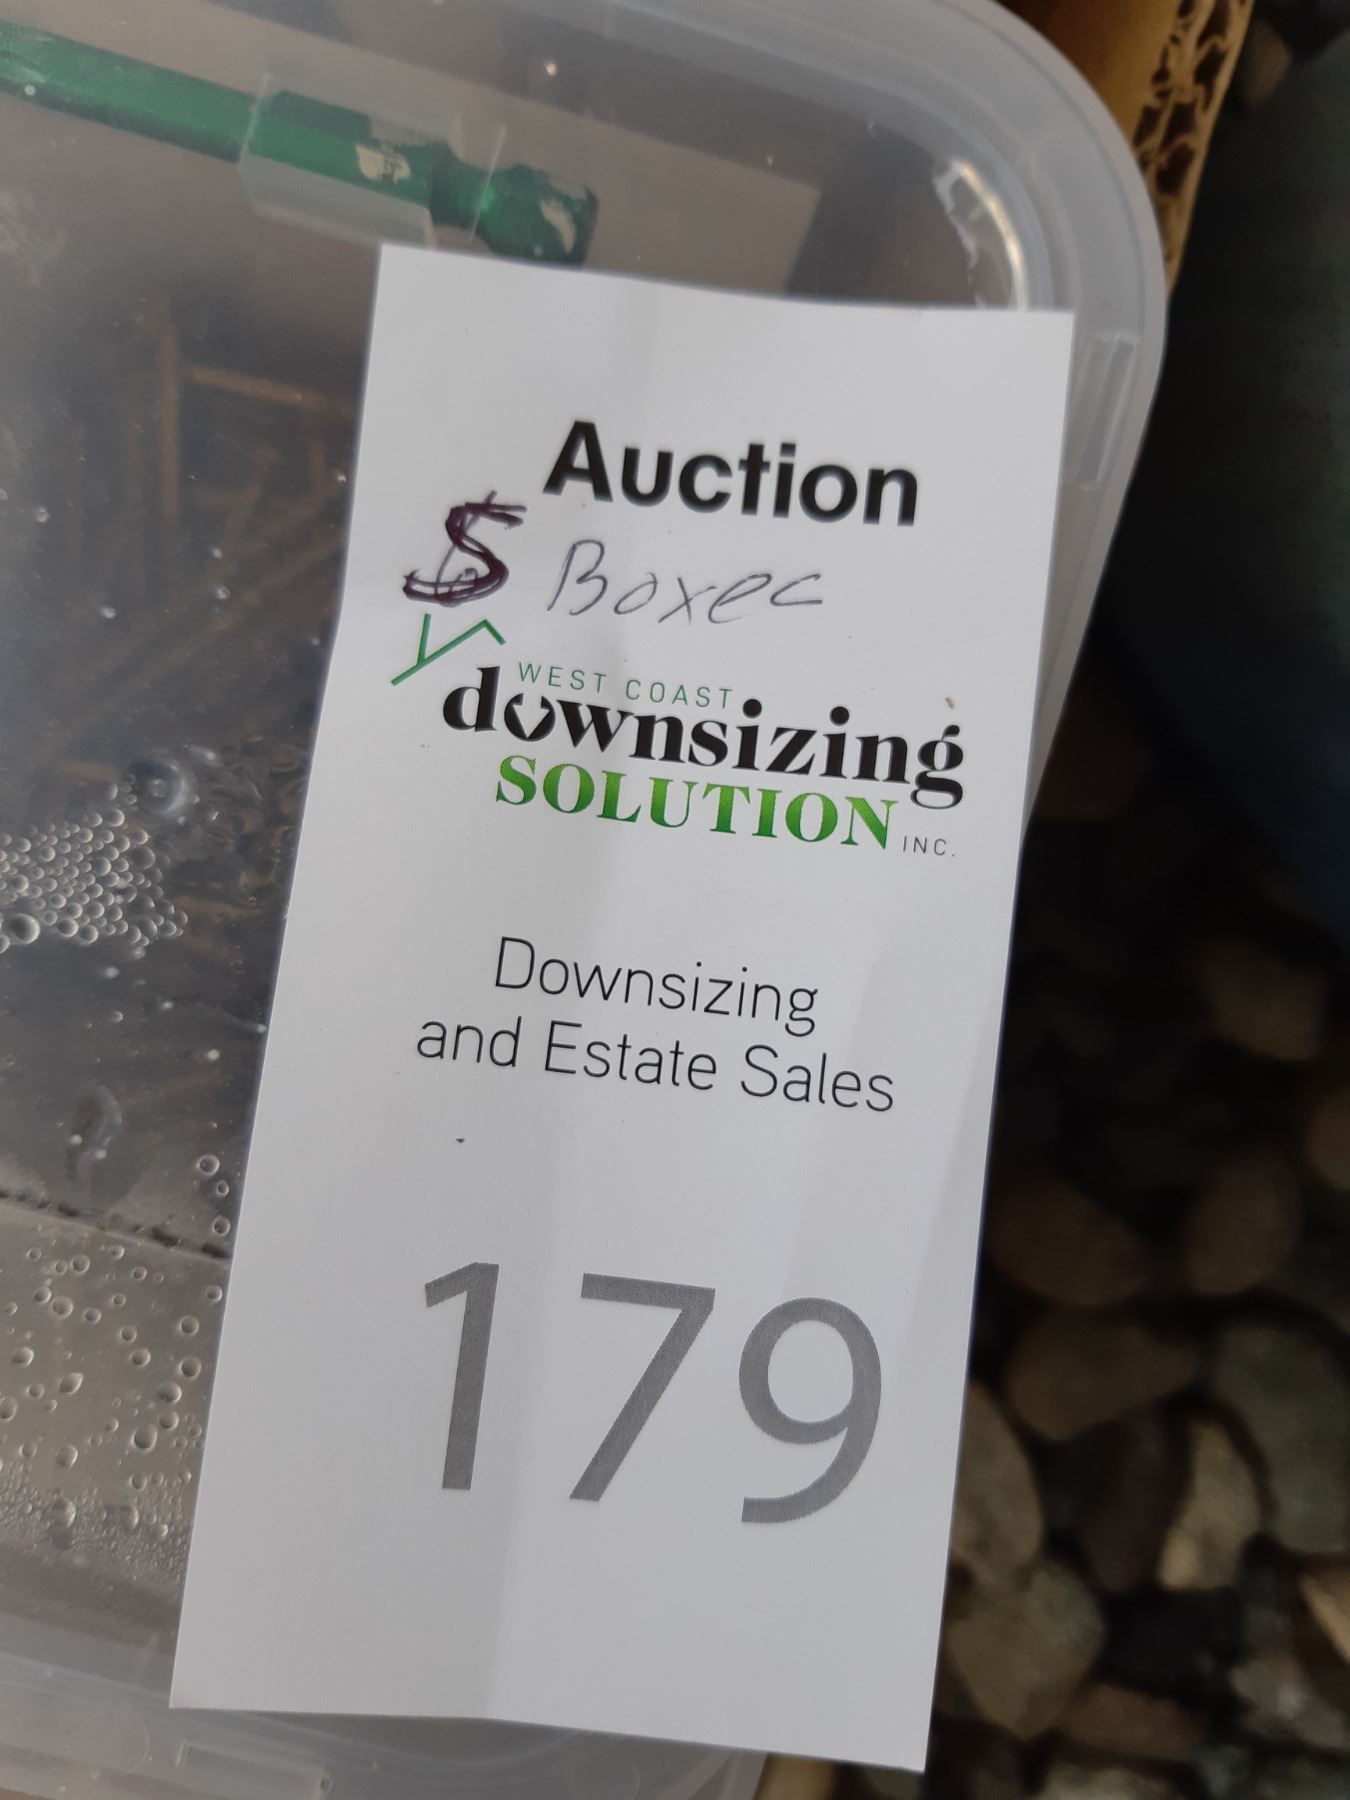 Auction
5 Boxes
WEST COAST
downsizing
SOLUTION INC.
Downsizing
and Estate Sales
179